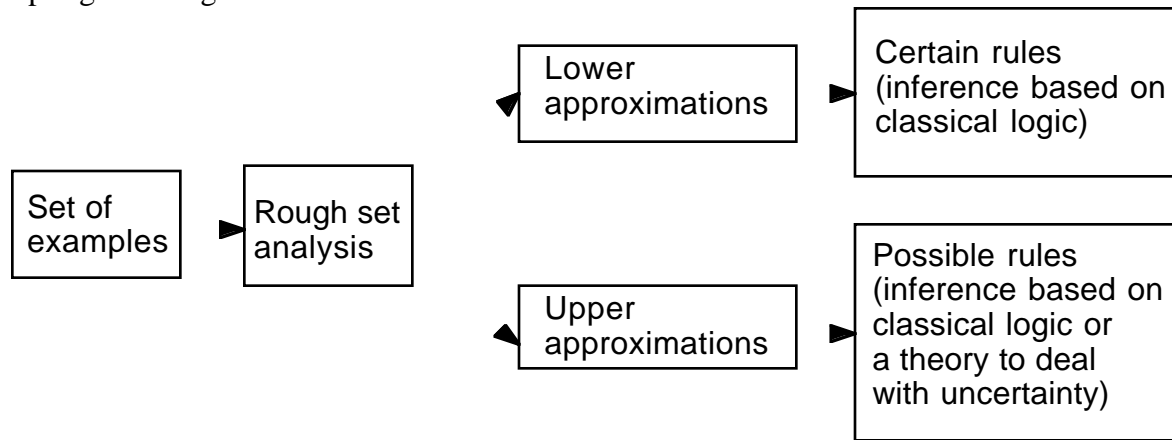 Lower
approximations
Certain rules
(inference based on
classical logic)
Set of
examples
Rough set
analysis
Upper
approximations
Possible rules
(inference based on
classical logic or
a theory to deal
with uncertainty)